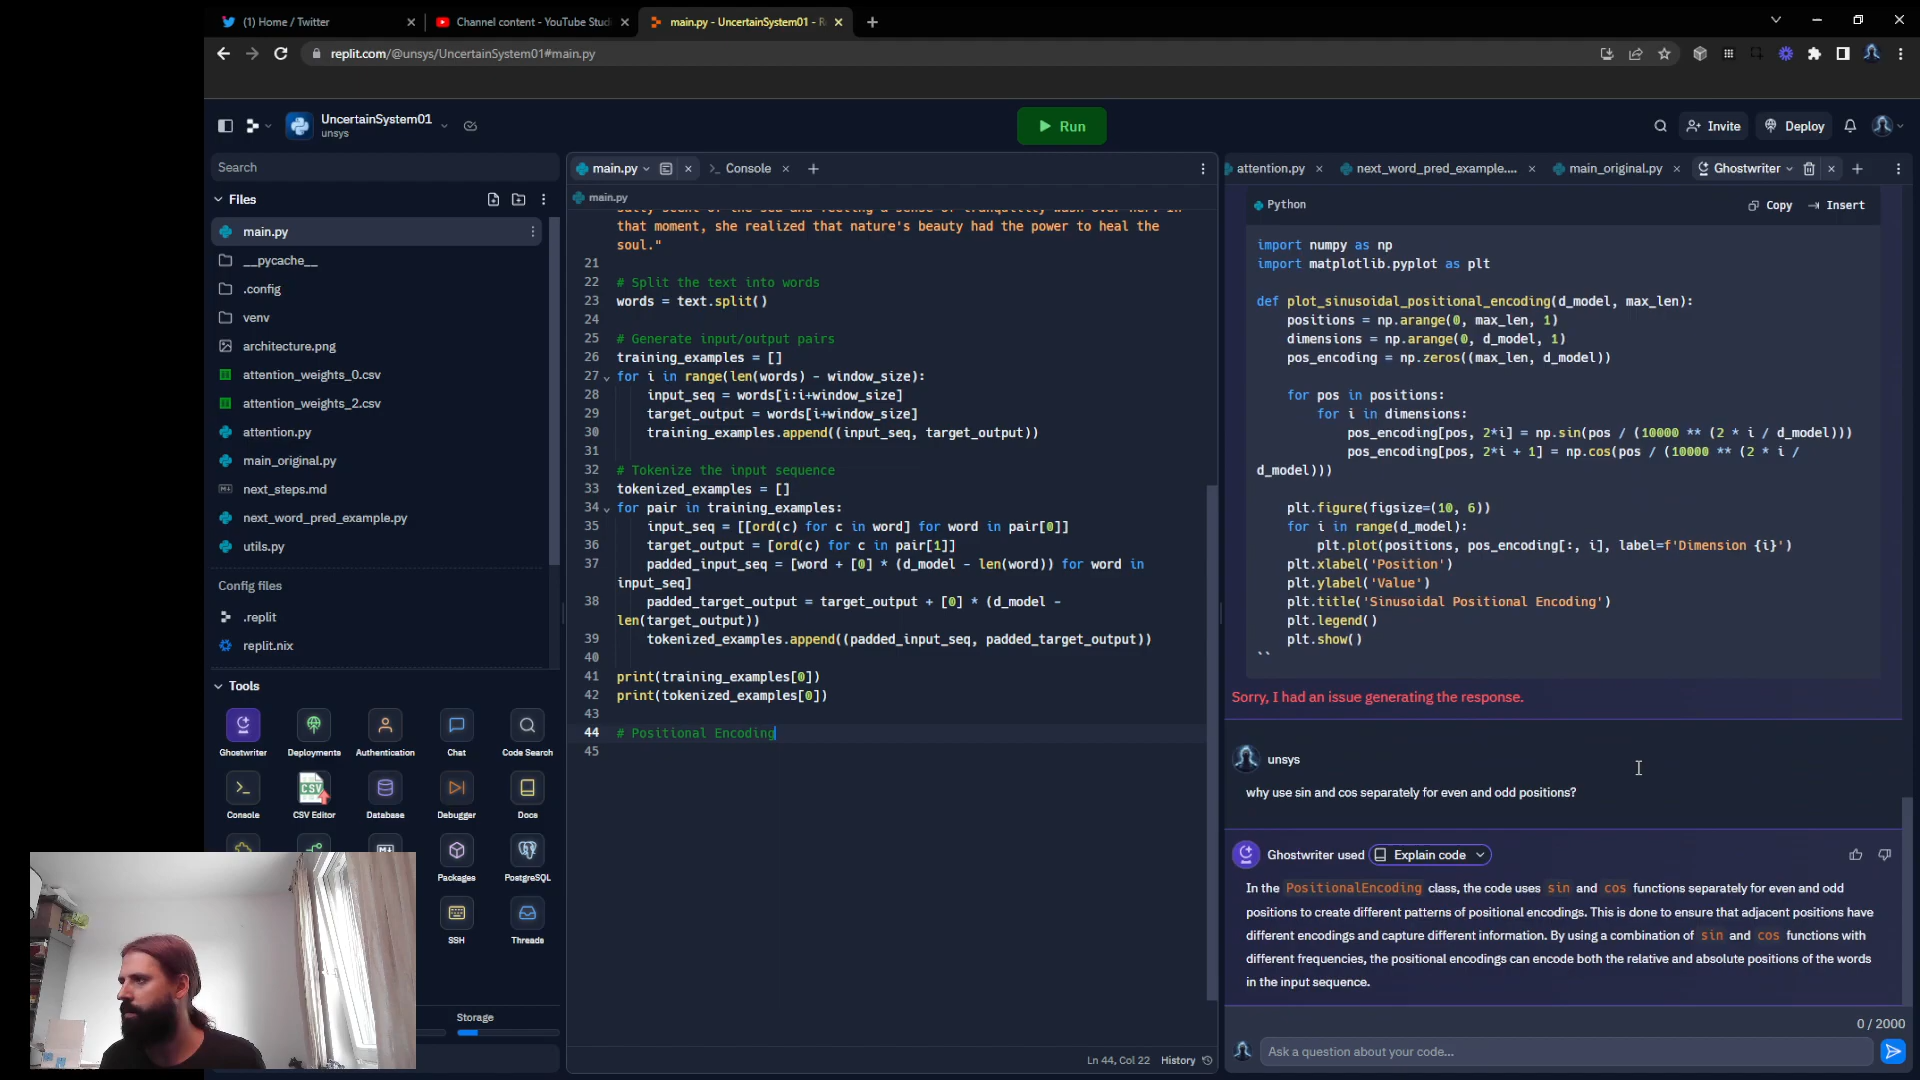 (1) Home / Twitter
Channel content - YouTube Stud
main.py - UncertainSystem01 - R
replit.com/@unsys/UncertainSystem01#main.py
UncertainSystem01
unsys
Run
Invite
Deploy
Search
Files
main.py
__pycache__
.config
venv
architecture.png
attention_weights_0.csv
attention_weights_2.csv
attention.py
main_original.py
next_steps.md
next_word_pred_example.py
utils.py
Config files
.replit
replit.nix
Tools
Ghostwriter
Deployments
Authentication
Chat
Code Search
Console
CSV
CSV Editor
Database
Debugger
Docs
Packages
PostgreSQL
SSH
Threads
Storage
main.py
Console
main.py
that moment, she realized that nature's beauty had the power to heal the
soul."
21
22 # Split the text into words
23 words = text.split()
24
25 # Generate input/output pairs
26 training_examples = []
27 for i in range(len(words) - window_size):
28 input_seq = words[i:i+window_size]
29 target_output = words[i+window_size]
30 training_examples.append((input_seq, target_output))
31
32 # Tokenize the input sequence
33 tokenized_examples = []
34 for pair in training_examples:
35 input_seq = [[ord(c) for c in word] for word in pair[0]]
36 target_output = [ord(c) for c in pair[1]]
37 padded_input_seq = [word + [0] * (d_model - len(word)) for word in
input_seq]
38 padded_target_output = target_output + [0] * (d_model -
len(target_output))
39 tokenized_examples.append((padded_input_seq, padded_target_output))
40
41 print(training_examples[0])
42 print(tokenized_examples[0])
43
44 # Positional Encoding
45
Ln 44, Col 22 History
attention.py
next_word_pred_example....
main_original.py
Ghostwriter
Python
Copy
Insert
import numpy as np
import matplotlib.pyplot as plt
def plot_sinusoidal_positional_encoding(d_model, max_len):
positions = np.arange(0, max_len, 1)
dimensions = np.arange(0, d_model, 1)
pos_encoding = np.zeros((max_len, d_model))
for pos in positions:
for i in dimensions:
pos_encoding[pos, 2*i] = np.sin(pos / (10000 ** (2 * i / d_model)))
pos_encoding[pos, 2*i + 1] = np.cos(pos / (10000 ** (2 * i /
d_model)))
plt.figure(figsize=(10, 6))
for i in range(d_model):
plt.plot(positions, pos_encoding[:, i], label=f'Dimension {i}')
plt.xlabel('Position')
plt.ylabel('Value')
plt.title('Sinusoidal Positional Encoding')
plt.legend()
plt.show()
``
Sorry, I had an issue generating the response.
unsys
why use sin and cos separately for even and odd positions?
Ghostwriter used Explain code
In the PositionalEncoding class, the code uses sin and cos functions separately for even and odd
positions to create different patterns of positional encodings. This is done to ensure that adjacent positions have
different encodings and capture different information. By using a combination of sin and cos functions with
different frequencies, the positional encodings can encode both the relative and absolute positions of the words
in the input sequence.
0 / 2000
Ask a question about your code...